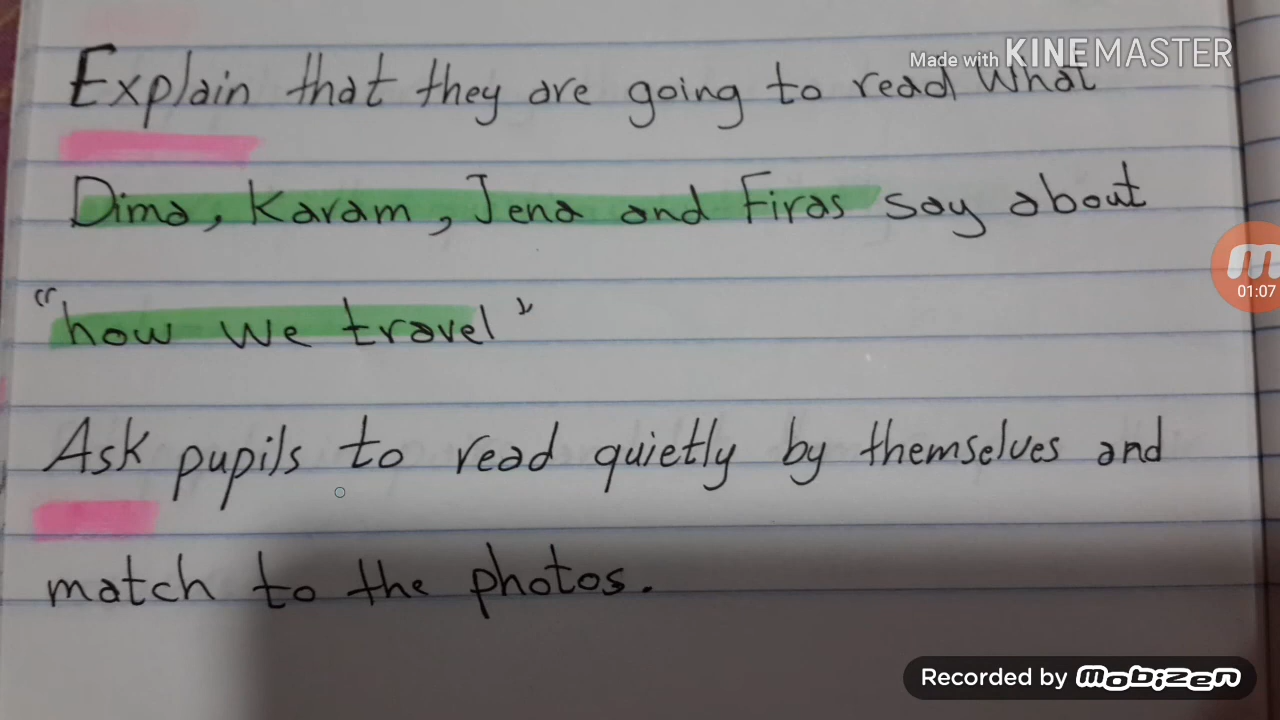 Made with KINEMASTER
Explain that they are going to read what
Dima, Karam, Jena and Firas say about
"how we travel"
Ask pupils to read quietly by themselves and
match to the photos.
01:07
Recorded by mobizen